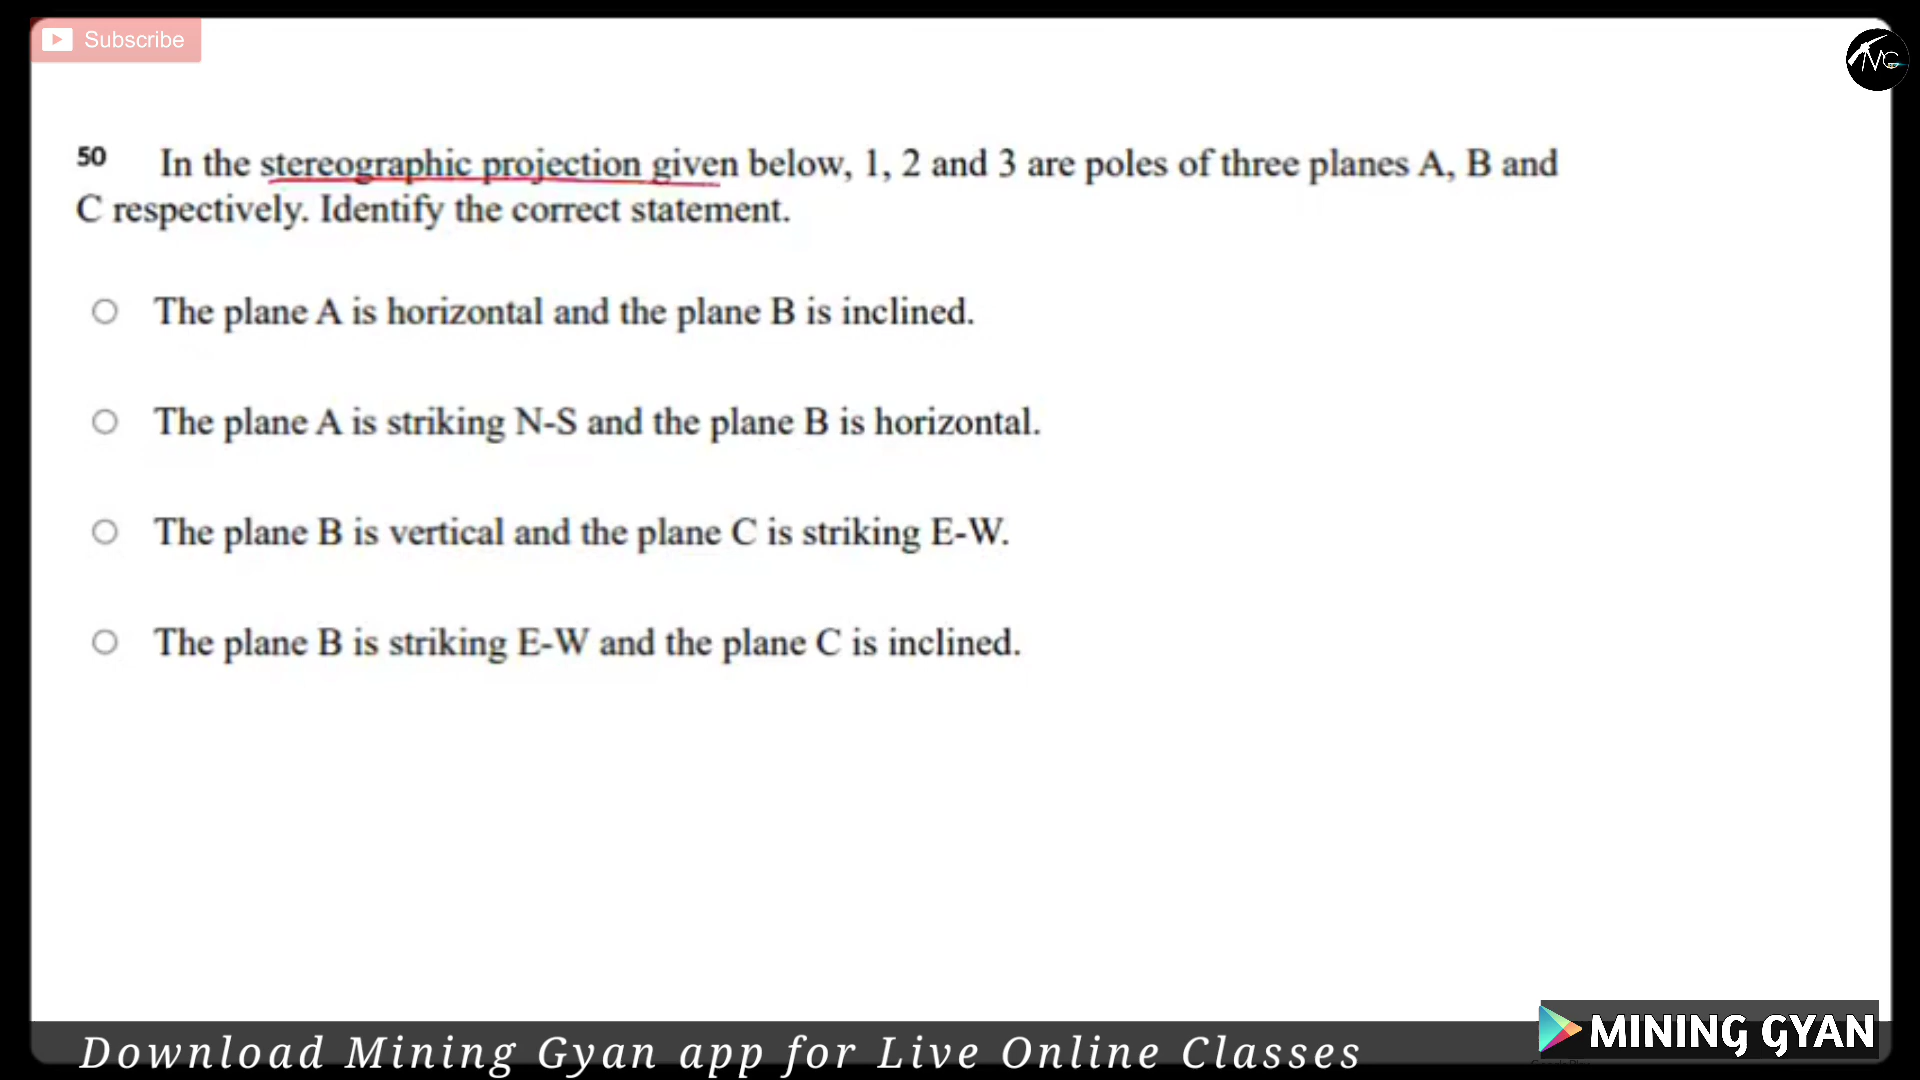 Subscribe
NG
50 In the stereographic projection given below, 1, 2 and 3 are poles of three planes A, B and
C respectively. Identify the correct statement.
The plane A is horizontal and the plane B is inclined.
The plane A is striking N-S and the plane B is horizontal.
The plane B is vertical and the plane C is striking E-W.
The plane B is striking E-W and the plane C is inclined.
Download Mining Gyan app for Live Online Classes
MINING GYAN